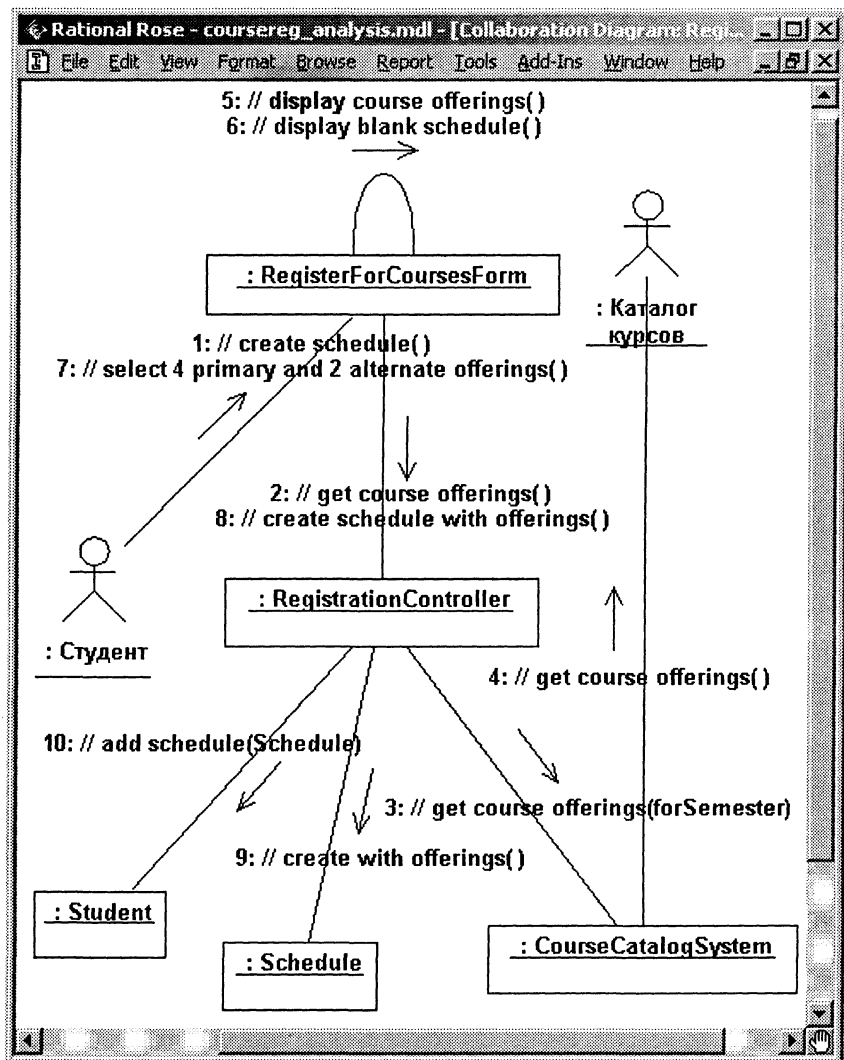 Rational Rose - coursereg_analysis.mdl - [Collaboration Diagram: Regi...
File Edit View Format Browse Report Tools Add-Ins Window Help
5: // display course offerings( )
6: // display blank schedule( )
: RegisterForCoursesForm
: Каталог
курсов
1: // create schedule( )
7: // select 4 primary and 2 alternate offerings( )
2: // get course offerings( )
8: // create schedule with offerings( )
: RegistrationController
: Студент
4: // get course offerings( )
10: // add schedule(Schedule)
3: // get course offerings(forSemester)
9: // create with offerings( )
: Student
: Schedule
: CourseCatalogSystem